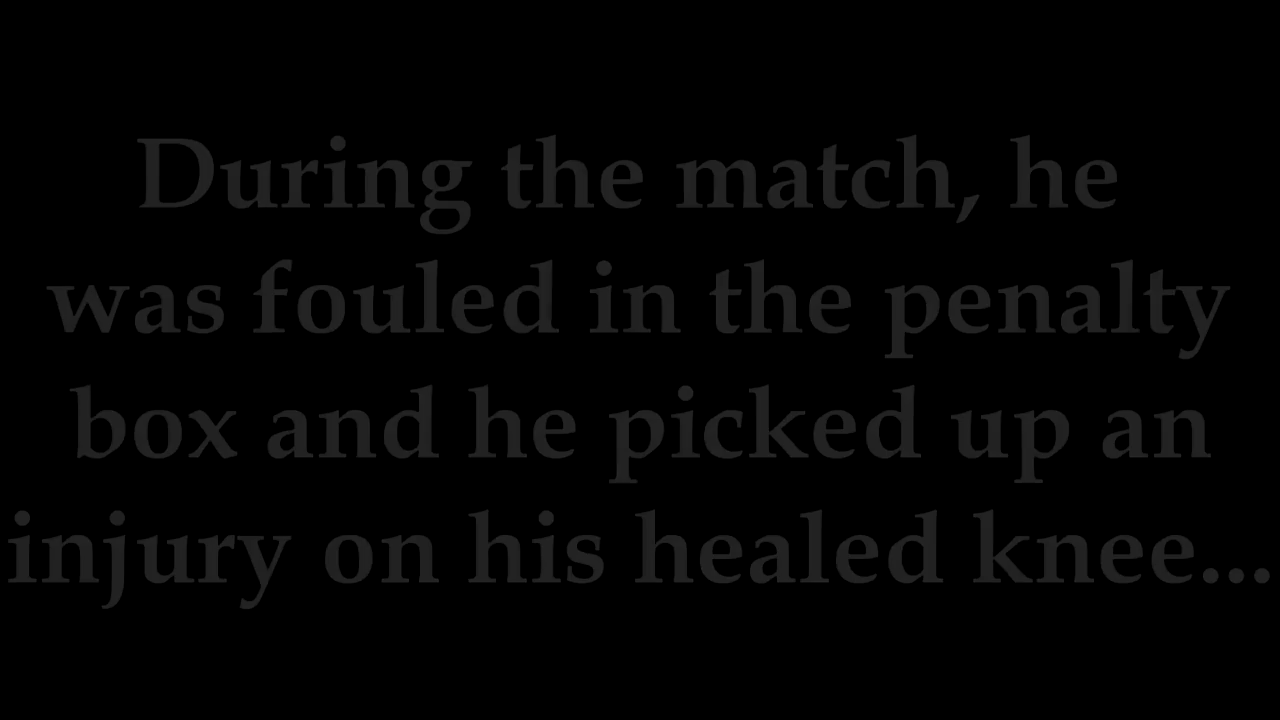 During the match, he
was fouled in the penalty
box and he picked up an
injury on his healed knee...